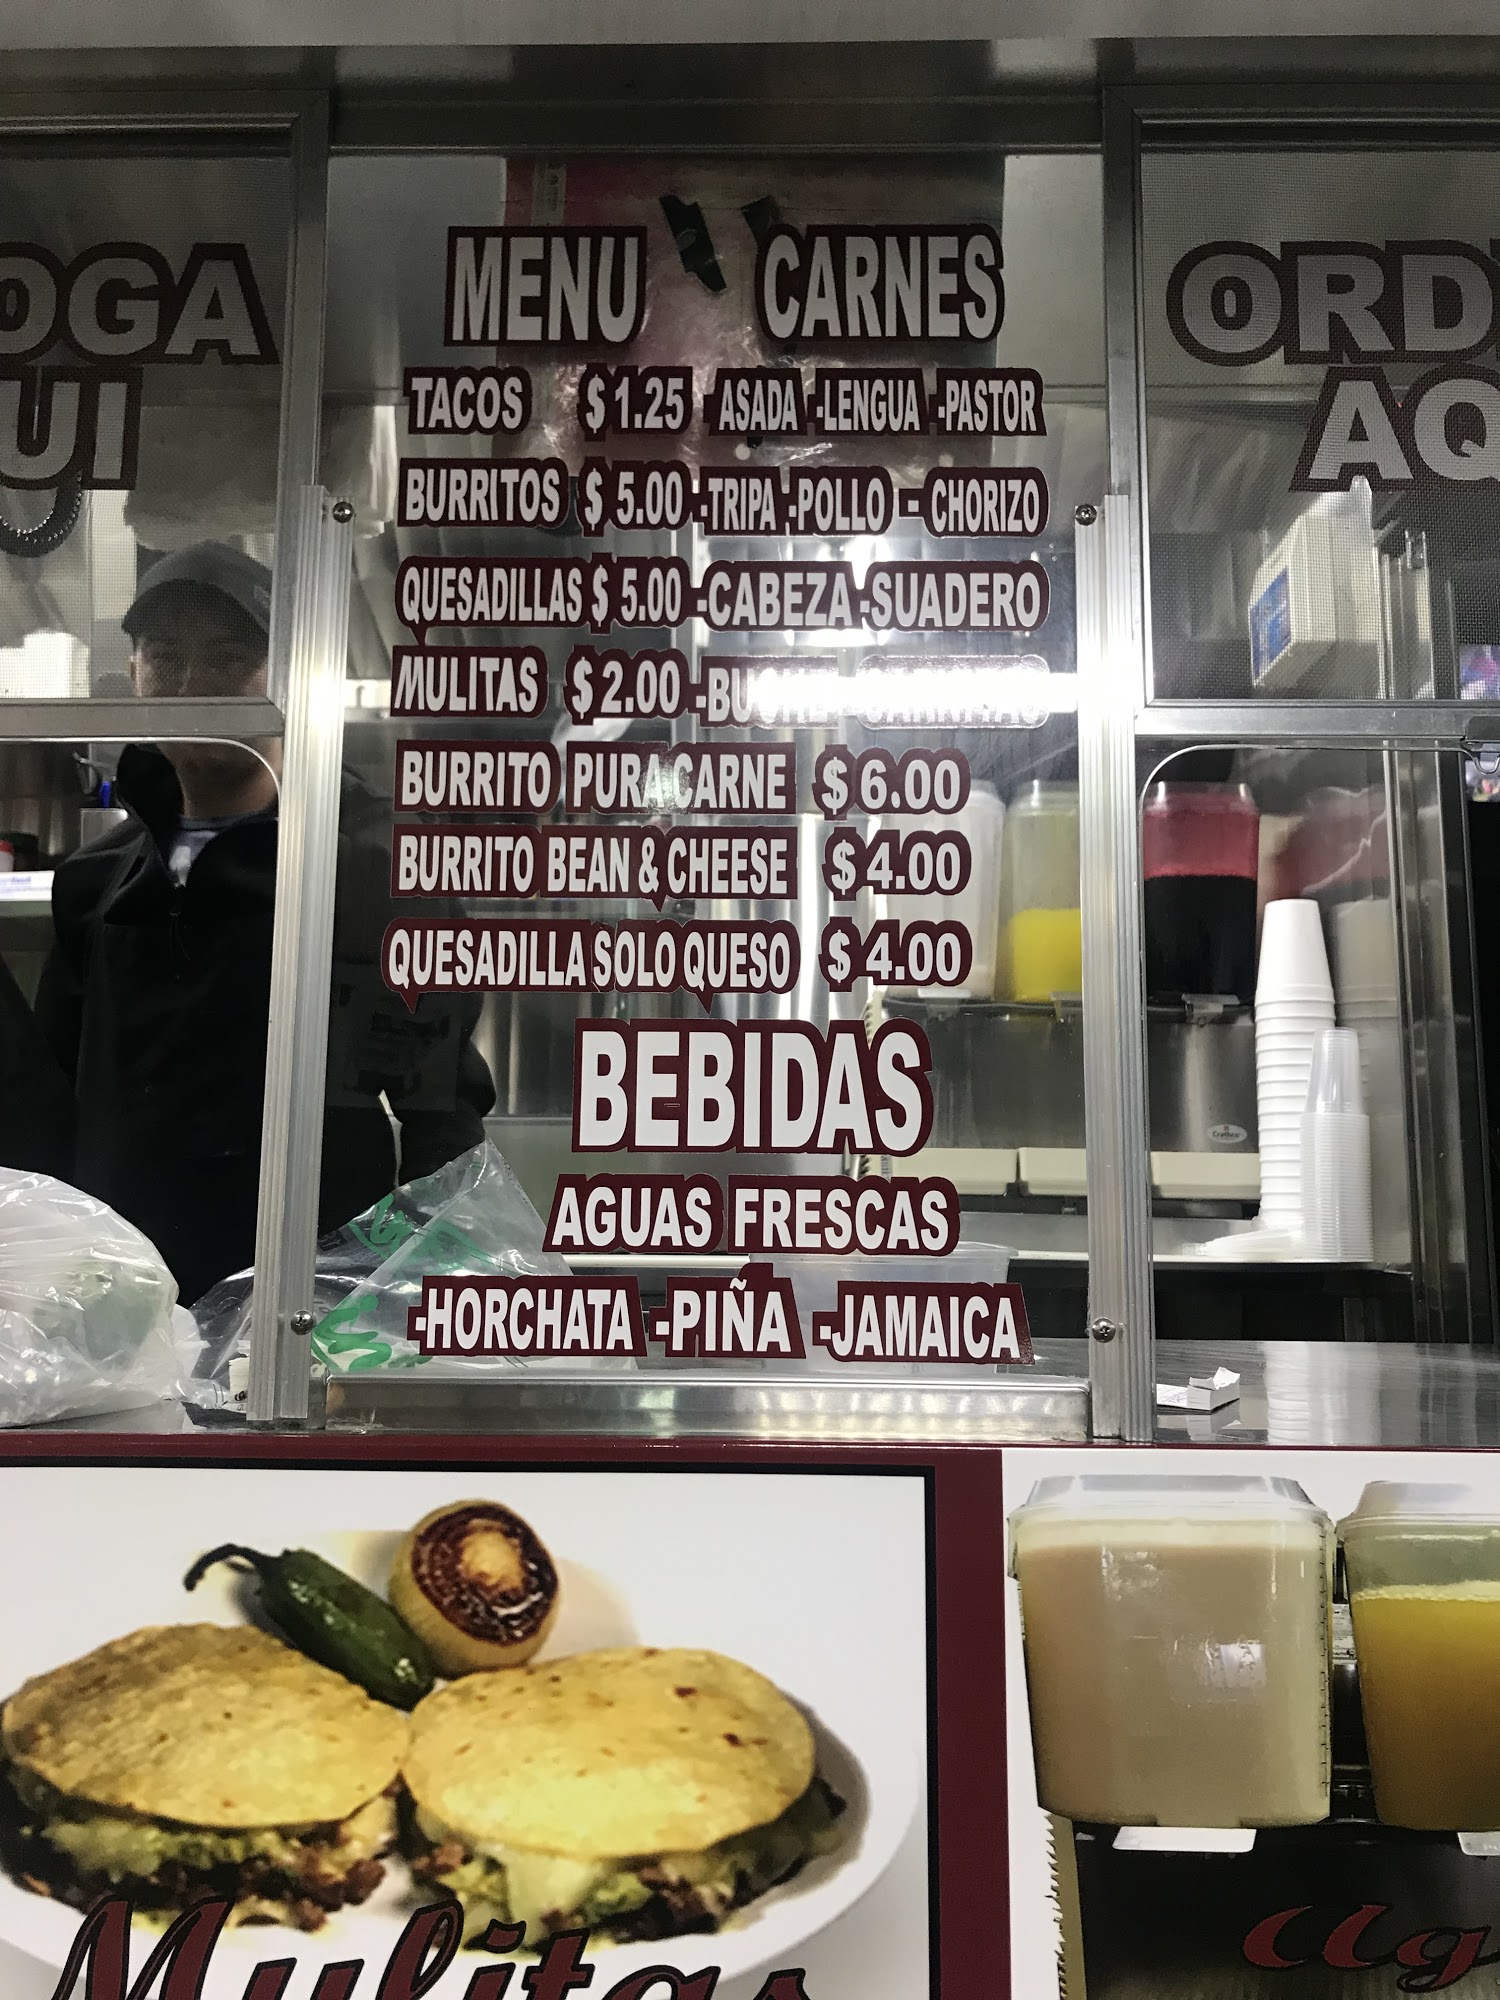 MENU CARNES
TACOS $1.25 ASADA -LENGUA -PASTOR
BURRITOS $5.00 -TRIPA -POLLO - CHORIZO
QUESADILLAS $5.00 -CABEZA -SUADERO
MULITAS $2.00
BURRITO PURA CARNE $6.00
BURRITO BEAN & CHEESE $4.00
QUESADILLA SOLO QUESO $4.00
BEBIDAS
AGUAS FRESCAS
-HORCHATA -PIÑA -JAMAICA
OGA
UI
ORD
AQ
Mulitas
Ag